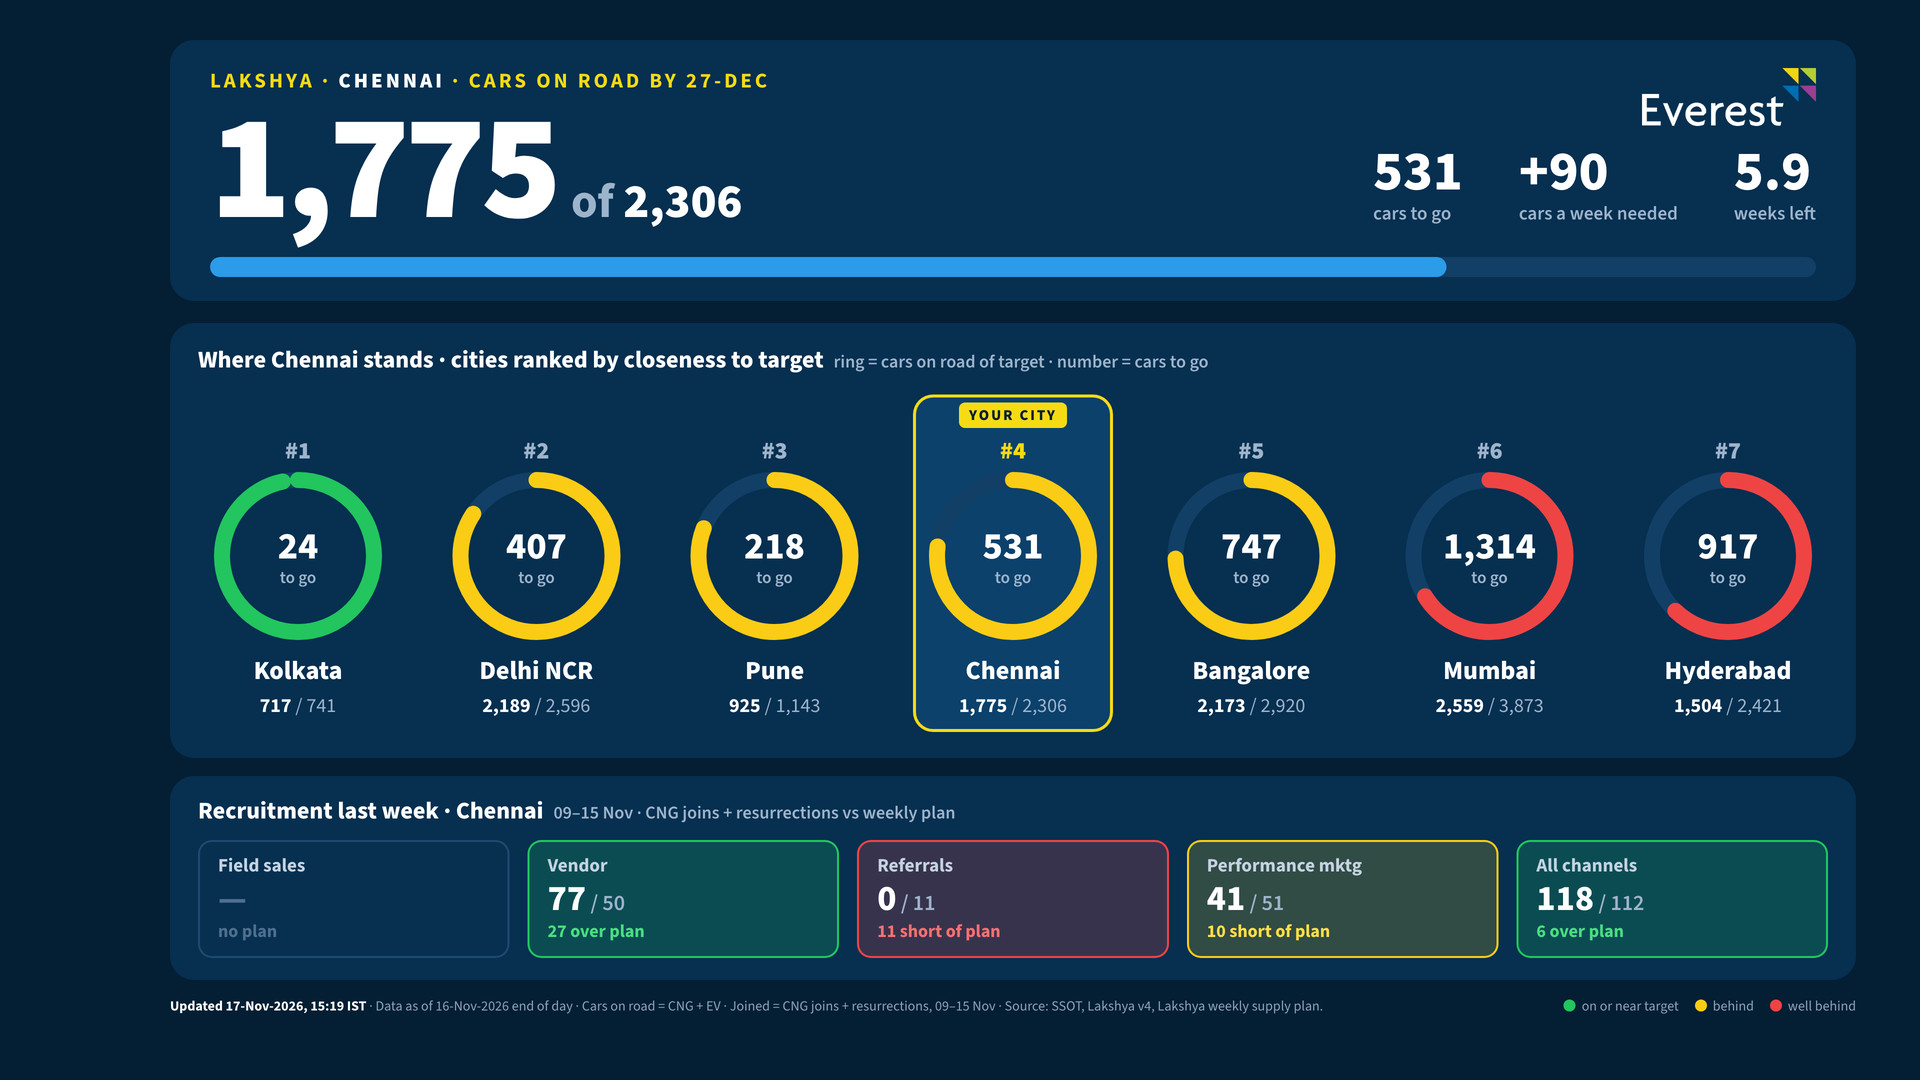 LAKSHYA · CHENNAI · CARS ON ROAD BY 27-DEC
Everest
1,775 of 2,306
531
cars to go
+90
cars a week needed
5.9
weeks left
Where Chennai stands · cities ranked by closeness to target ring = cars on road of target · number = cars to go
#1
24
to go
Kolkata
717 / 741
#2
407
to go
Delhi NCR
2,189 / 2,596
#3
218
to go
Pune
925 / 1,143
YOUR CITY
#4
531
to go
Chennai
1,775 / 2,306
#5
747
to go
Bangalore
2,173 / 2,920
#6
1,314
to go
Mumbai
2,559 / 3,873
#7
917
to go
Hyderabad
1,504 / 2,421
Recruitment last week · Chennai 09–15 Nov · CNG joins + resurrections vs weekly plan
Field sales
—
no plan
Vendor
77 / 50
27 over plan
Referrals
0 / 11
11 short of plan
Performance mktg
41 / 51
10 short of plan
All channels
118 / 112
6 over plan
Updated 17-Nov-2026, 15:19 IST · Data as of 16-Nov-2026 end of day · Cars on road = CNG + EV · Joined = CNG joins + resurrections, 09–15 Nov · Source: SSOT, Lakshya v4, Lakshya weekly supply plan.
on or near target behind well behind